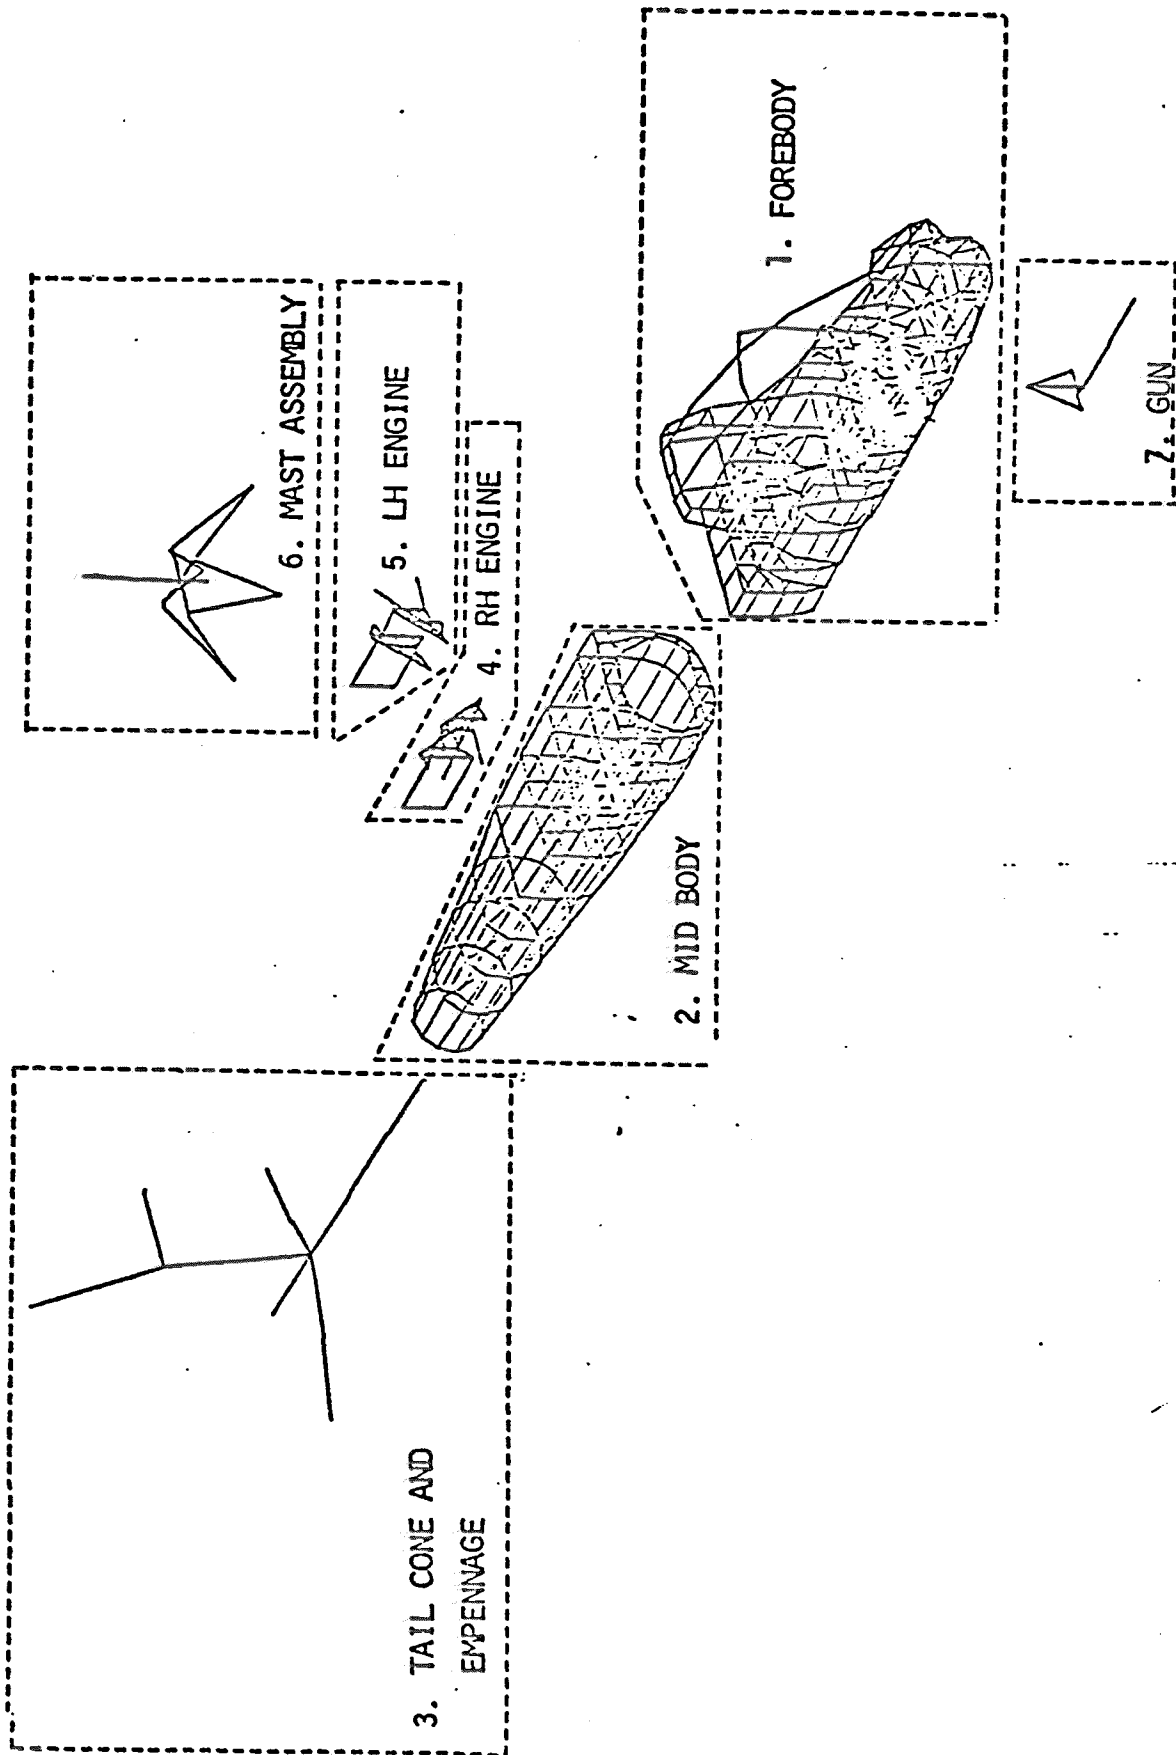 6. MAST ASSEMBLY
5. LH ENGINE
4. RH ENGINE
1. FOREBODY
3. TAIL CONE AND
EMPENNAGE
2. MID BODY
7. GUN